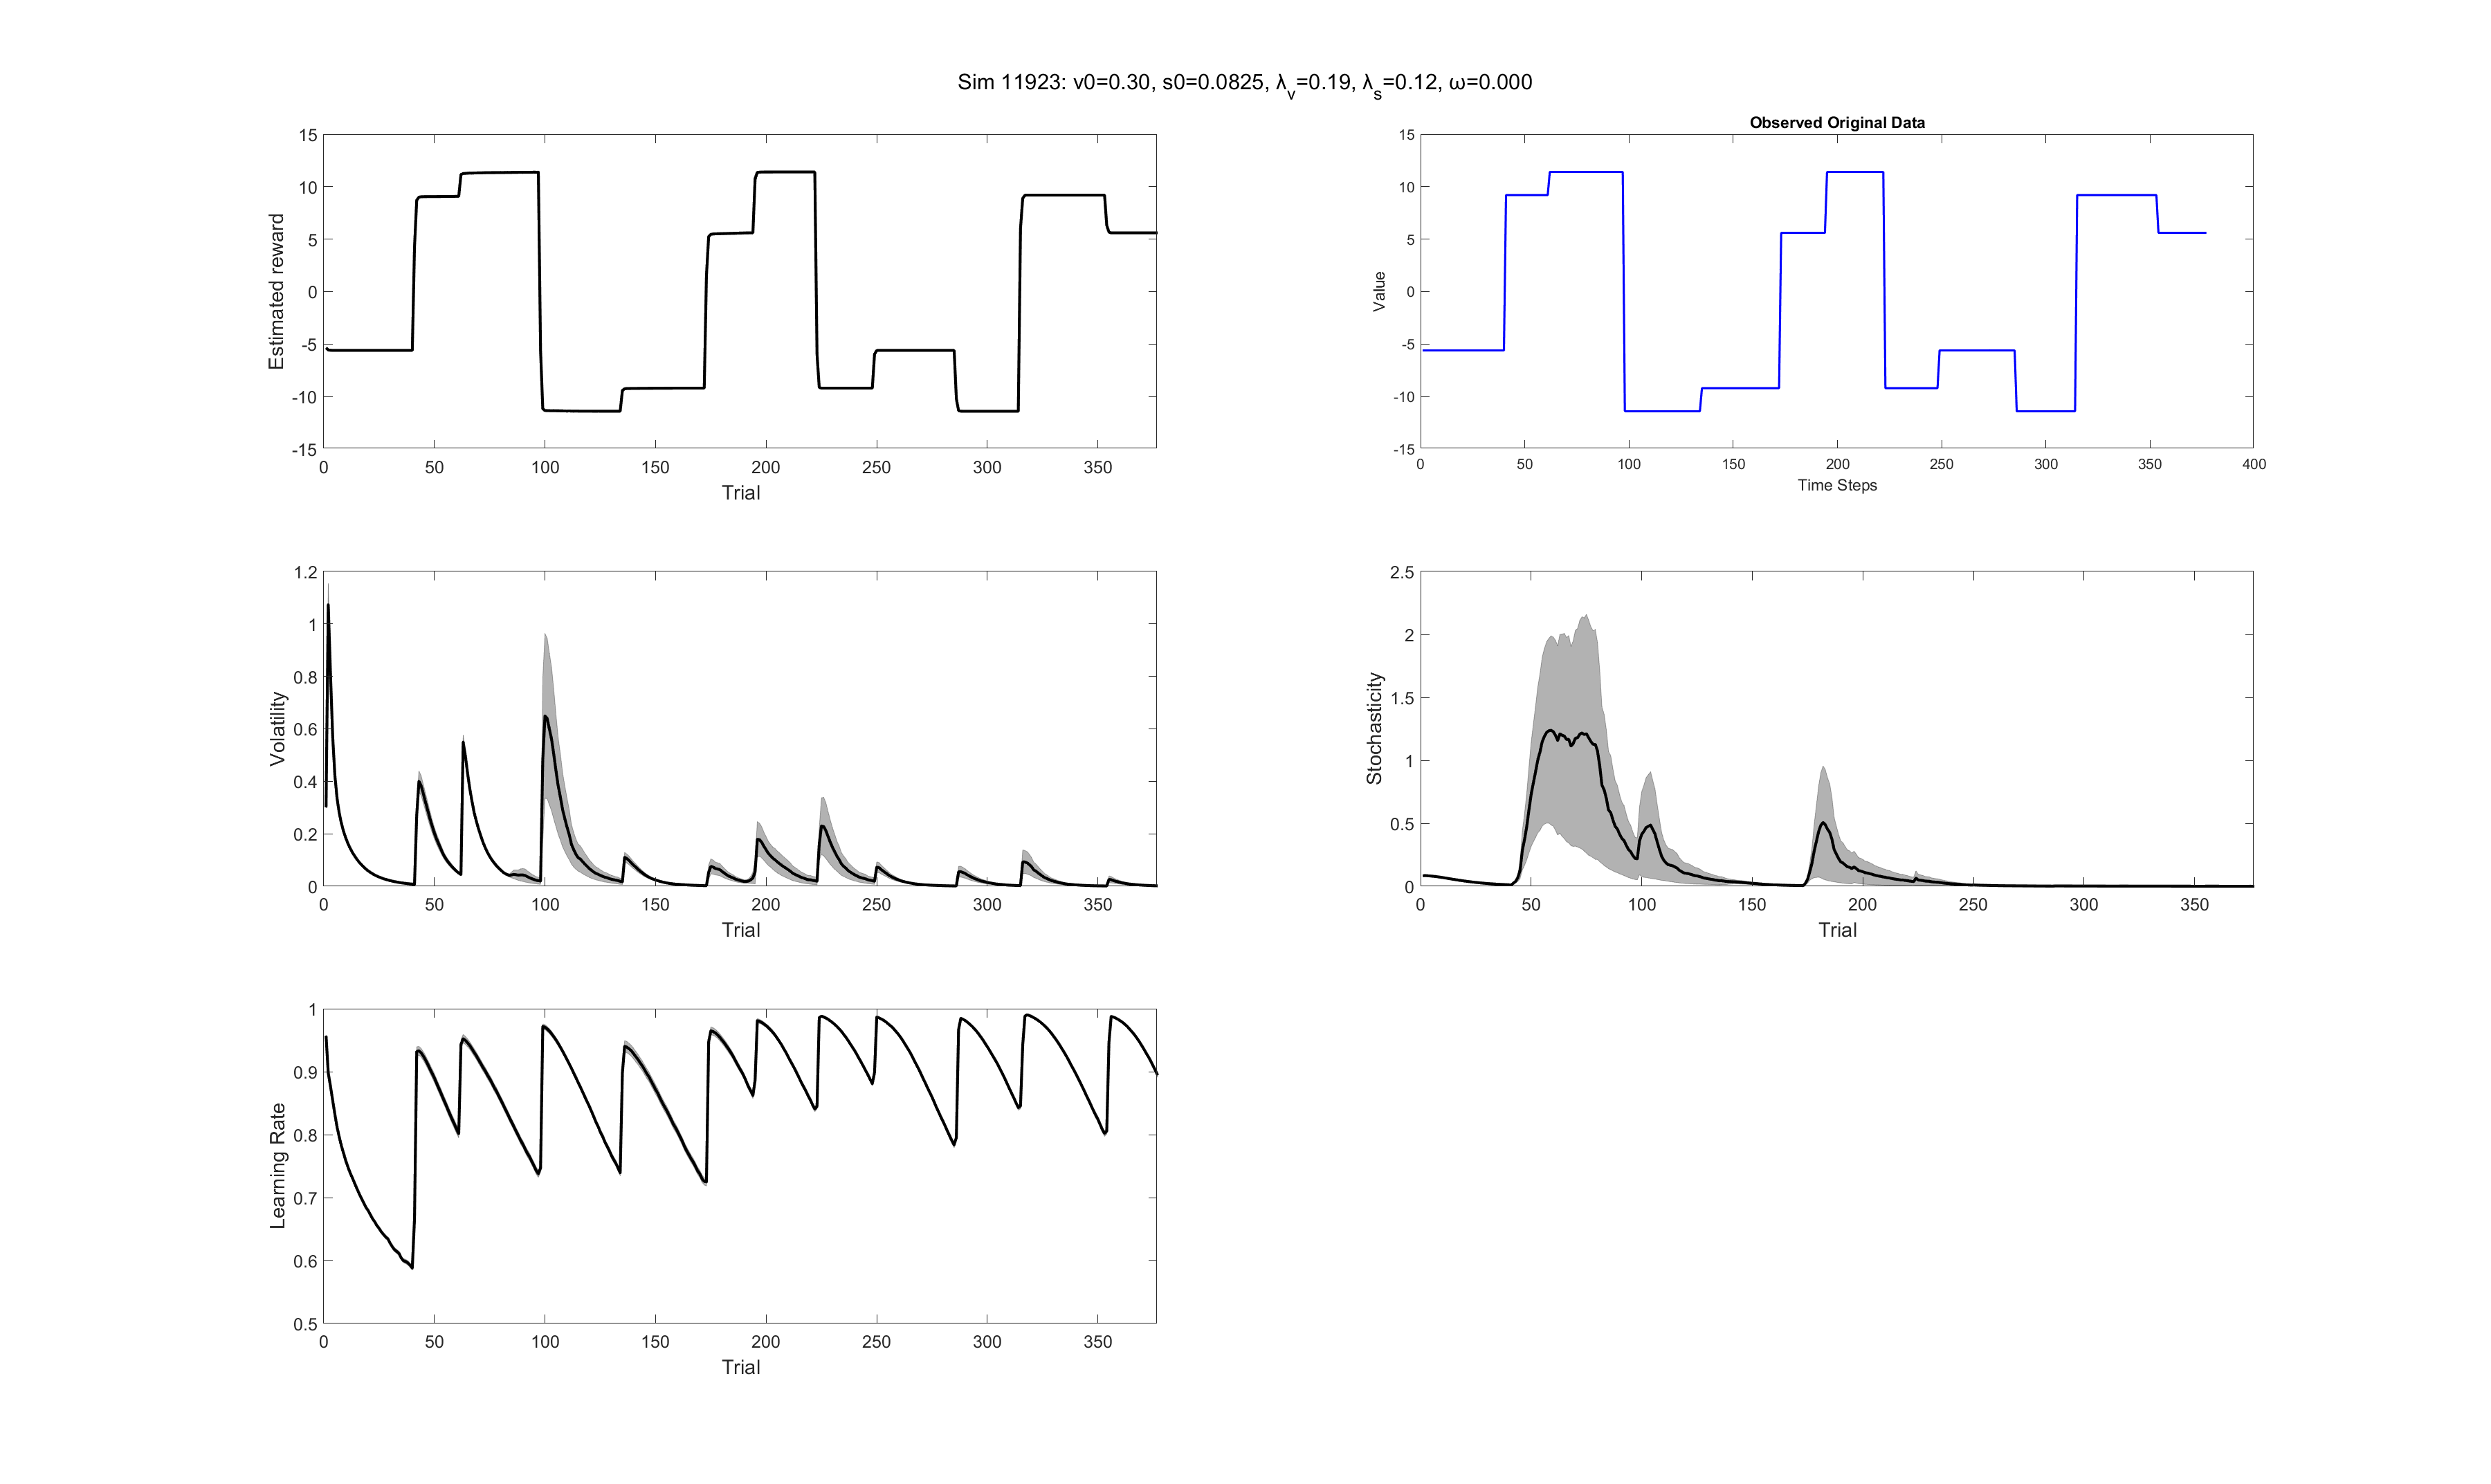 Sim 11923: v0=0.30, s0=0.0825, λv=0.19, λs=0.12, ω=0.000
15
10
5
0
-5
-10
-15
Estimated reward
0 50 100 150 200 250 300 350
Trial
Observed Original Data
15
10
5
0
-5
-10
-15
Value
0 50 100 150 200 250 300 350 400
Time Steps
1.2
1
0.8
0.6
0.4
0.2
0
Volatility
0 50 100 150 200 250 300 350
Trial
2.5
2
1.5
1
0.5
0
Stochasticity
0 50 100 150 200 250 300 350
Trial
1
0.9
0.8
0.7
0.6
0.5
Learning Rate
0 50 100 150 200 250 300 350
Trial